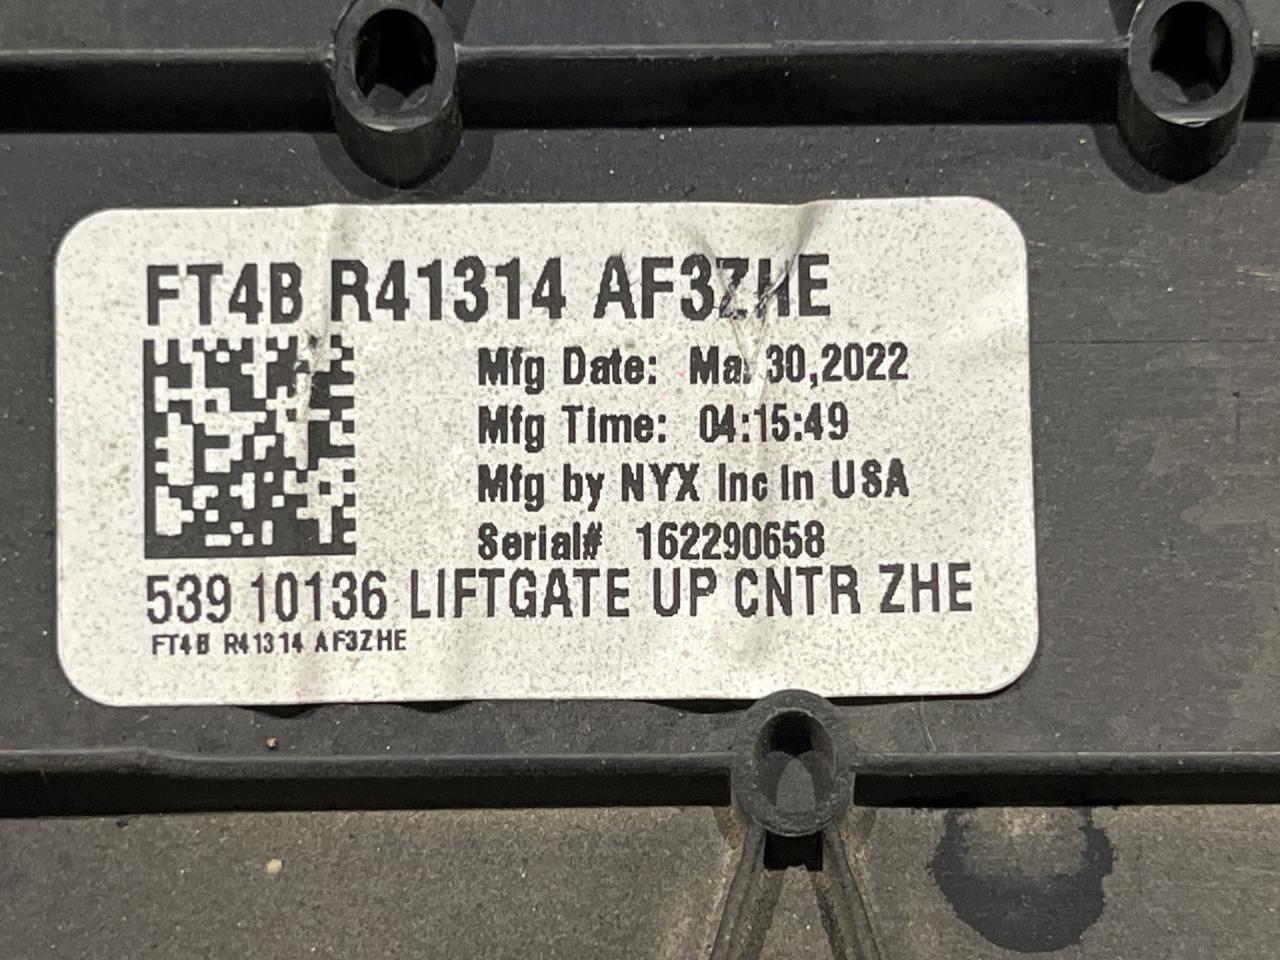 FT4B R41314 AF3ZHE
Mfg Date: Mar 30,2022
Mfg Time: 04:15:49
Mfg by NYX Inc In USA
Serial# 162290658
539 10136 LIFTGATE UP CNTR ZHE
FT4B R41314 AF3ZHE